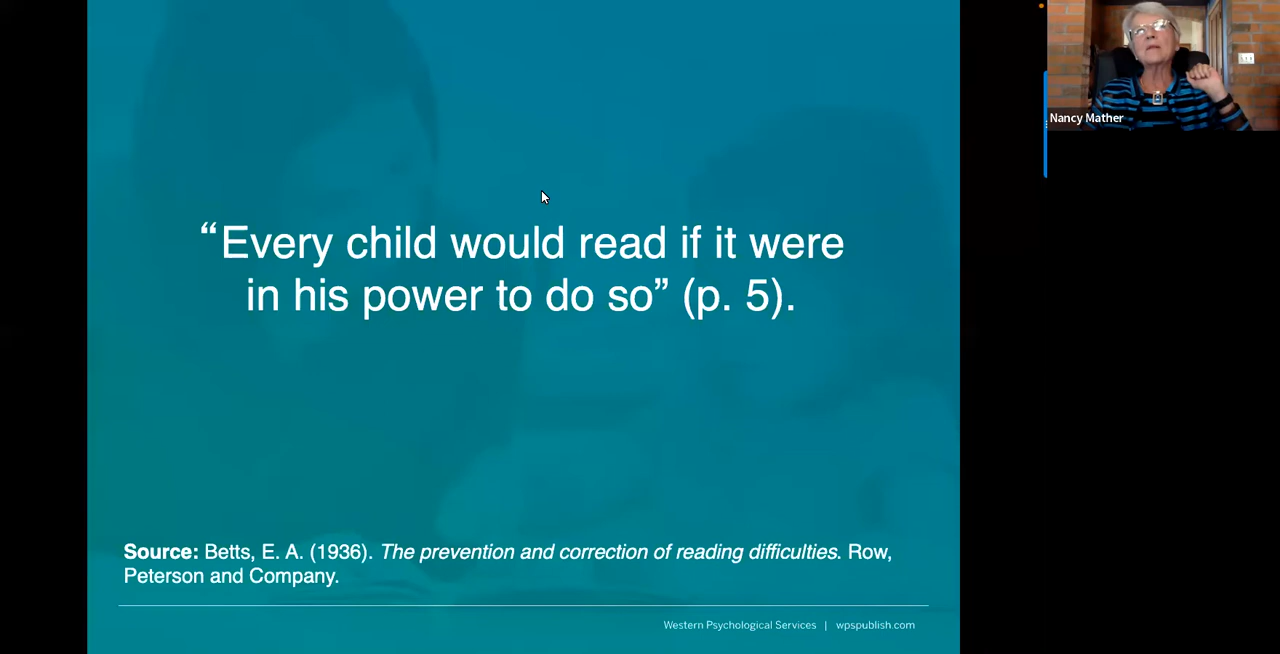 Nancy Mather
“Every child would read if it were
in his power to do so” (p. 5).
Source: Betts, E. A. (1936). The prevention and correction of reading difficulties. Row,
Peterson and Company.
Western Psychological Services | wpspublish.com